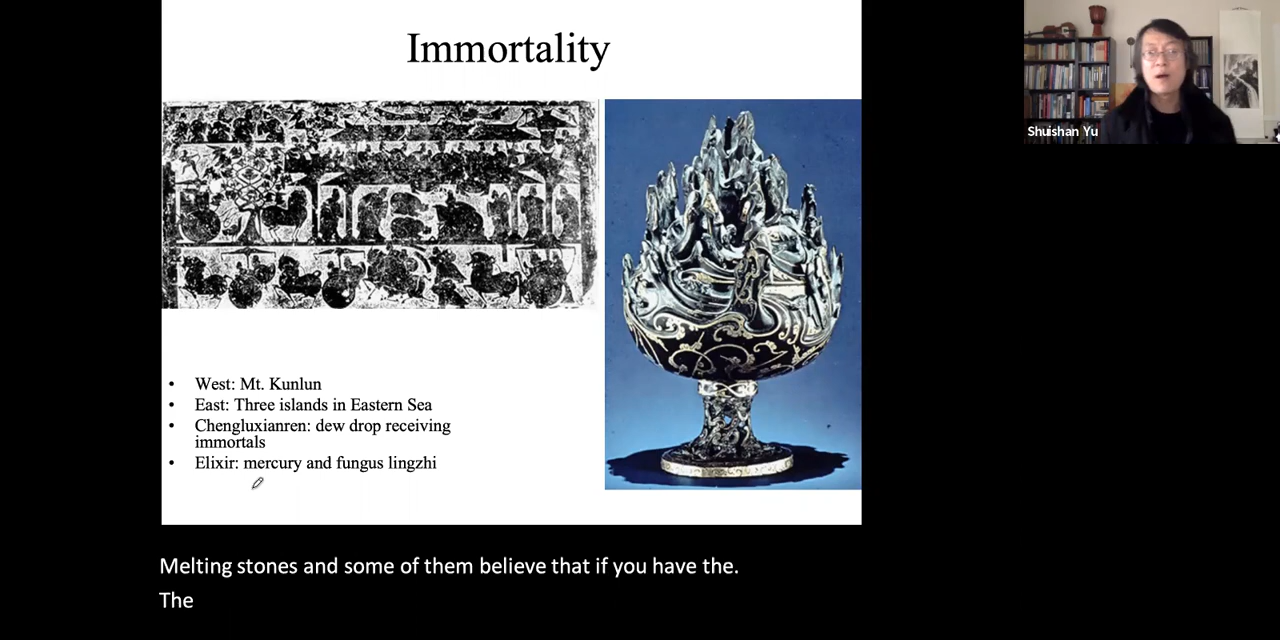 Immortality
Shuishan Yu
• West: Mt. Kunlun
• East: Three islands in Eastern Sea
• Chengluxianren: dew drop receiving
immortals
• Elixir: mercury and fungus lingzhi
Melting stones and some of them believe that if you have the.
The